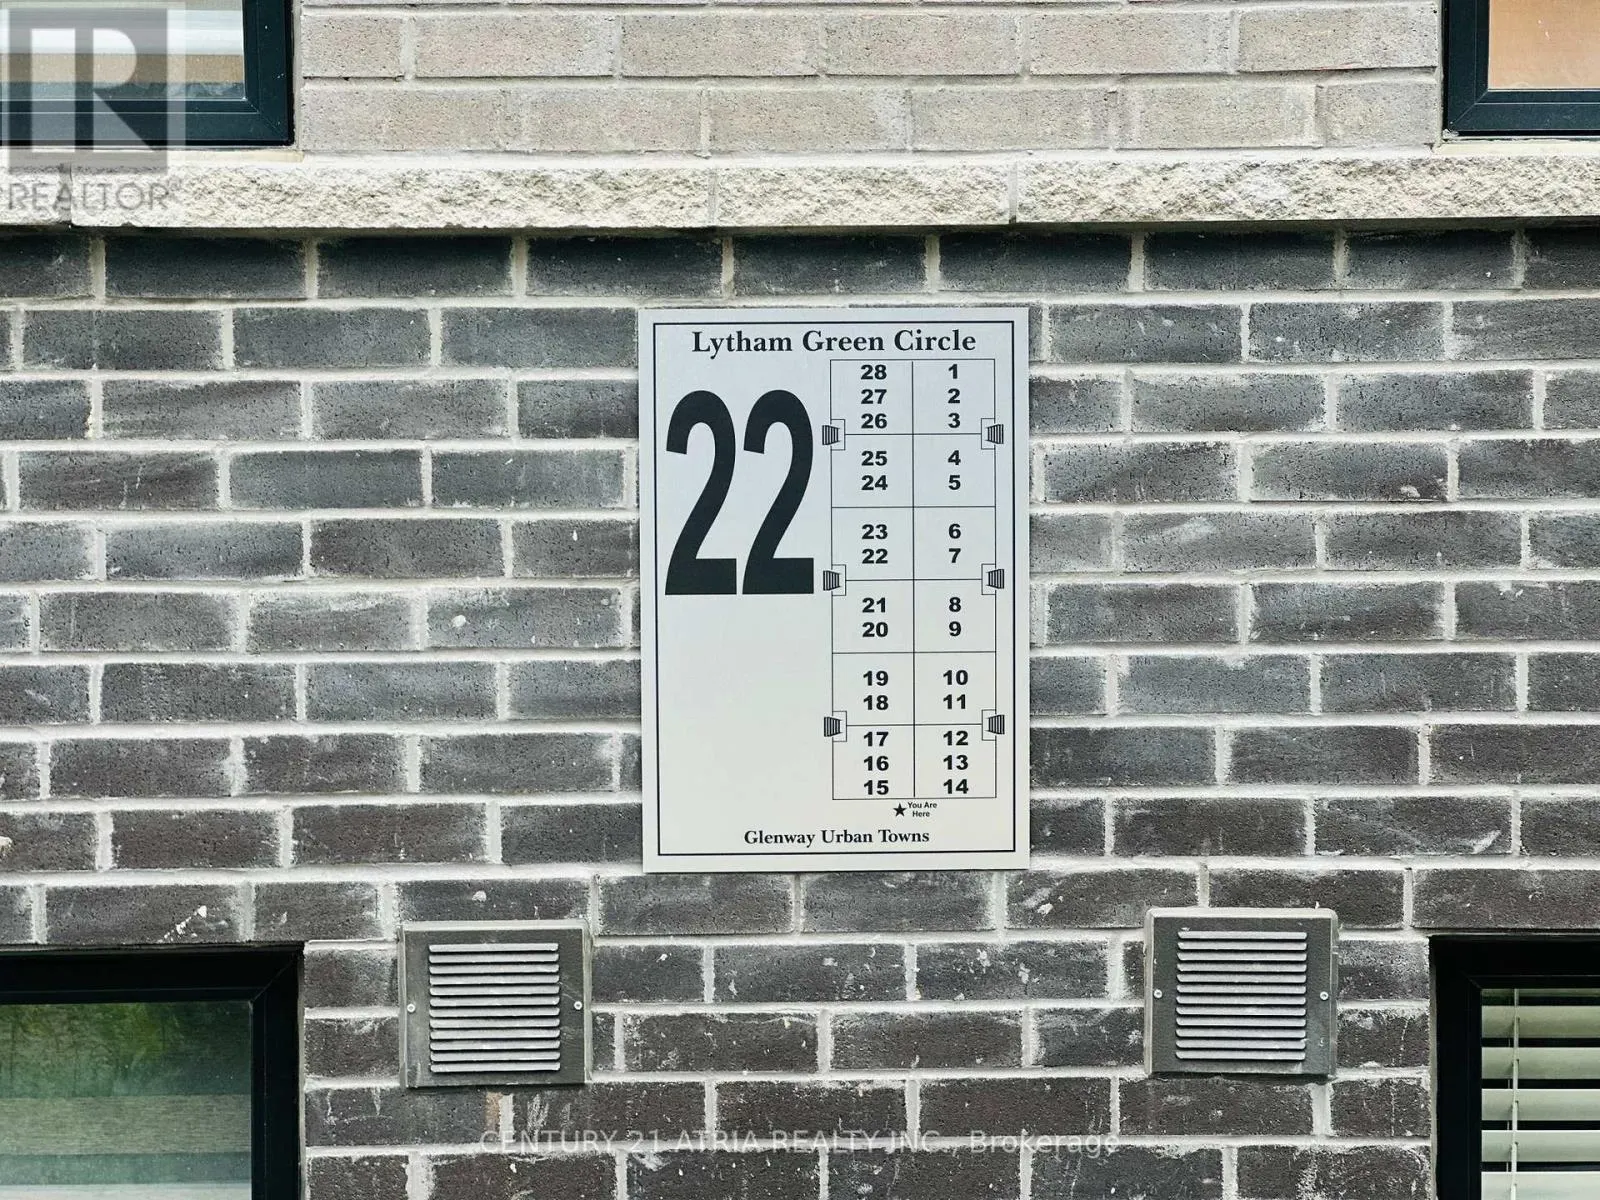 R
REALTOR®
Lytham Green Circle
22
28 1
27 2
26 3
25 4
24 5
23 6
22 7
21 8
20 9
19 10
18 11
17 12
16 13
15 14
★ You Are
Here
Glenway Urban Towns
CENTURY 21 ATRIA REALTY INC., Brokerage